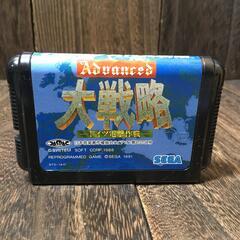 Advanced
大戦略
ドイツ電撃作戦
©SYSTEM SOFT CORP. 1988
REPROGRAMMED GAME ©SEGA 1991
SEGA